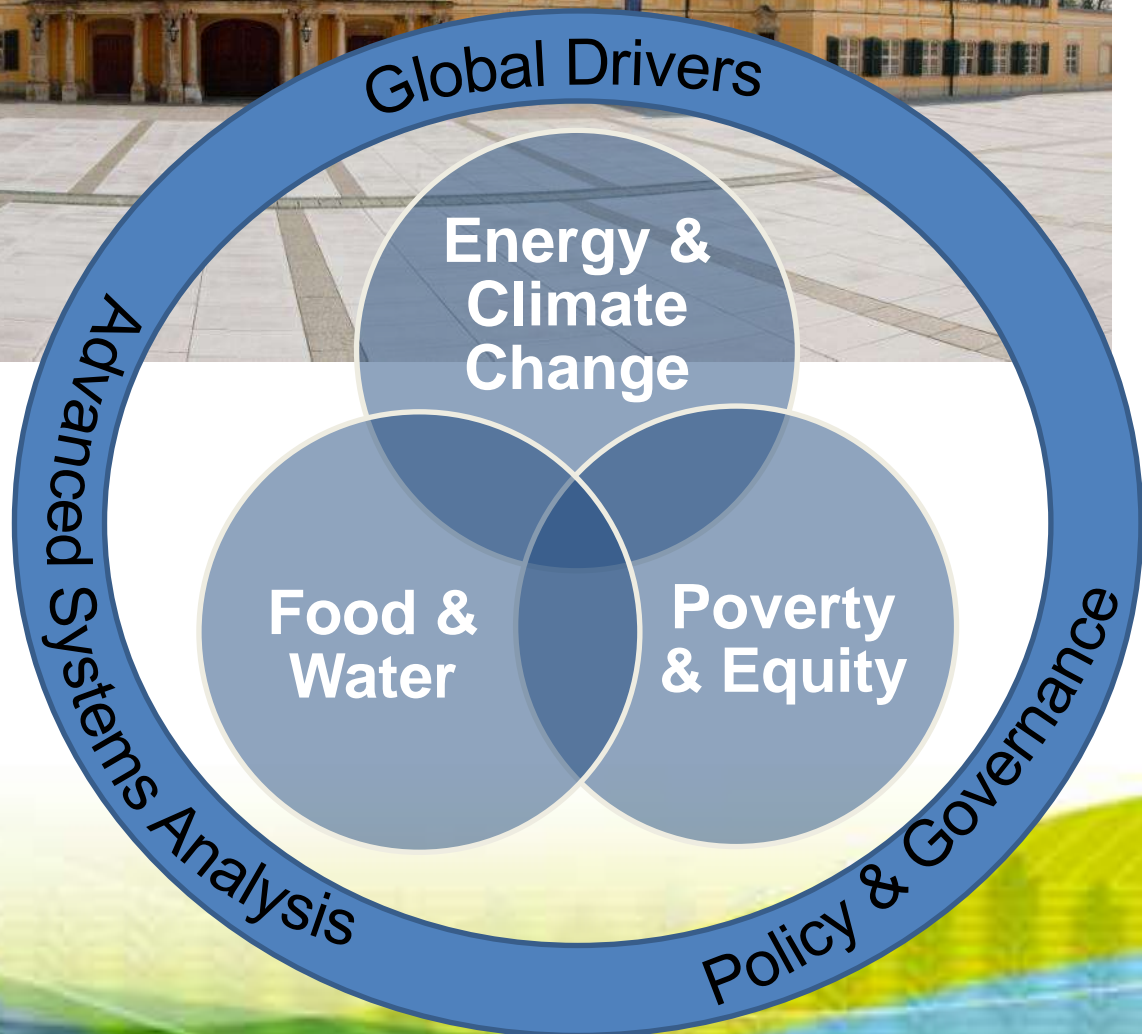 Global Drivers
Energy &
Climate
Change
Advanced Systems Analysis
Food &
Water
Poverty
& Equity
Policy & Governance